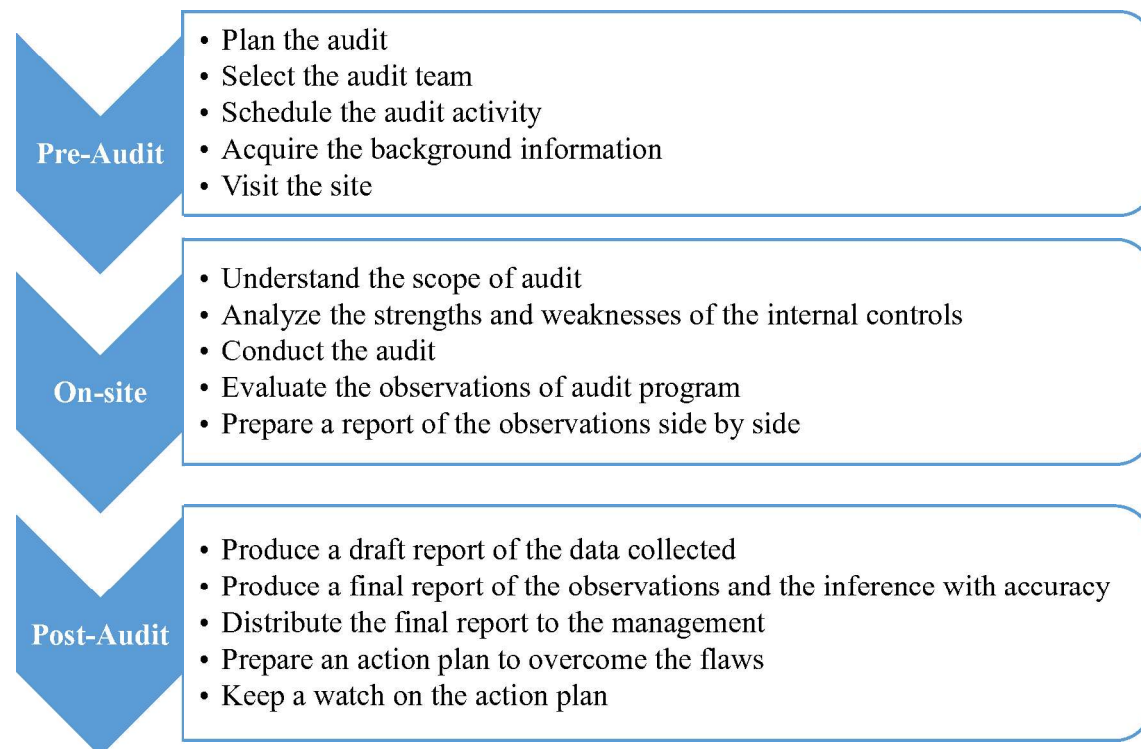 Pre-Audit
• Plan the audit
• Select the audit team
• Schedule the audit activity
• Acquire the background information
• Visit the site
On-site
• Understand the scope of audit
• Analyze the strengths and weaknesses of the internal controls
• Conduct the audit
• Evaluate the observations of audit program
• Prepare a report of the observations side by side
Post-Audit
• Produce a draft report of the data collected
• Produce a final report of the observations and the inference with accuracy
• Distribute the final report to the management
• Prepare an action plan to overcome the flaws
• Keep a watch on the action plan